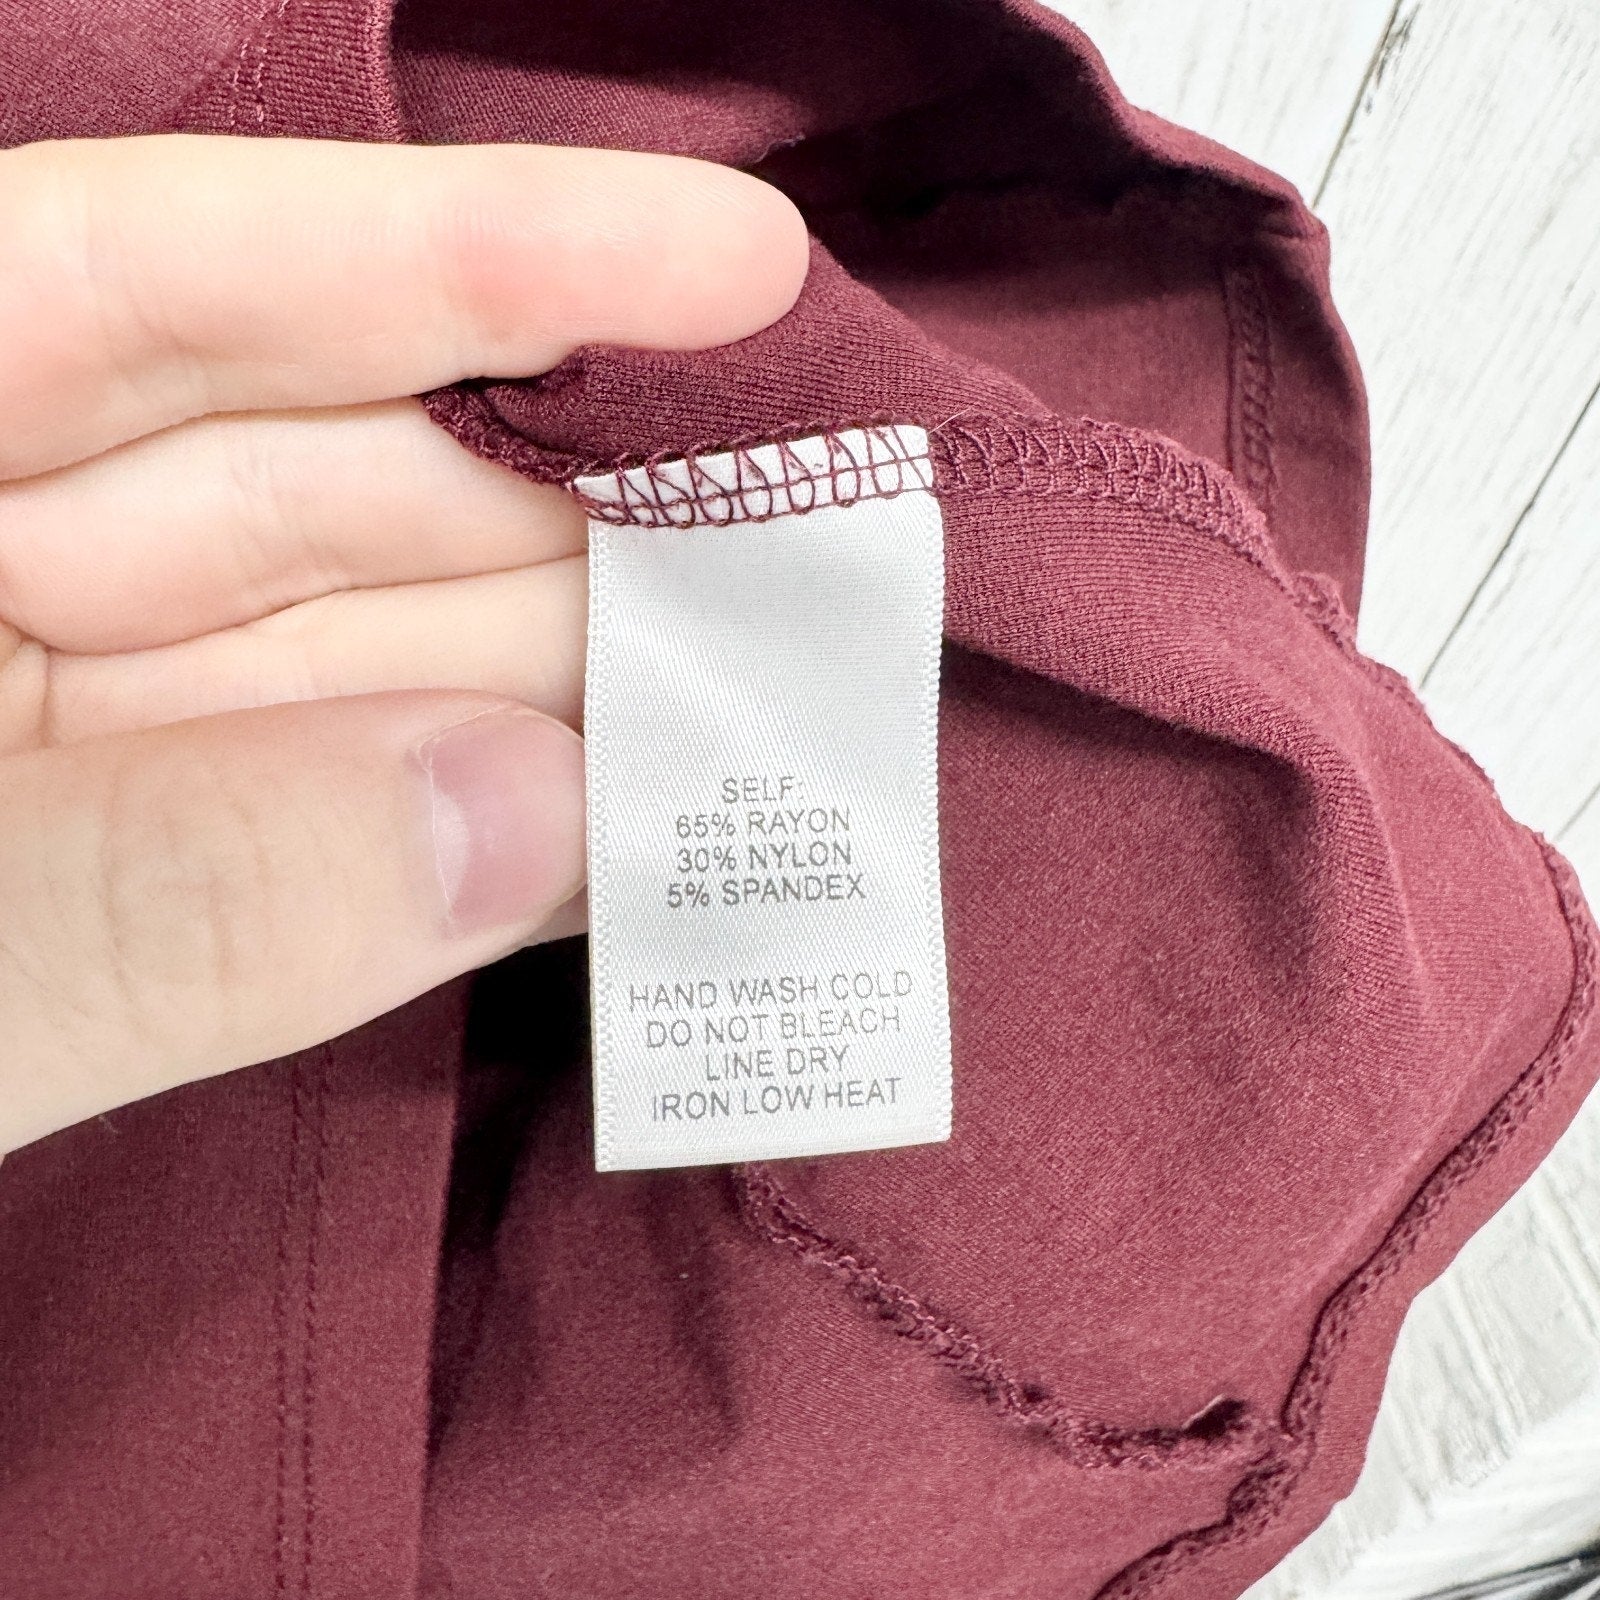 SELF:
65% RAYON
30% NYLON
5% SPANDEX
HAND WASH COLD
DO NOT BLEACH
LINE DRY
IRON LOW HEAT